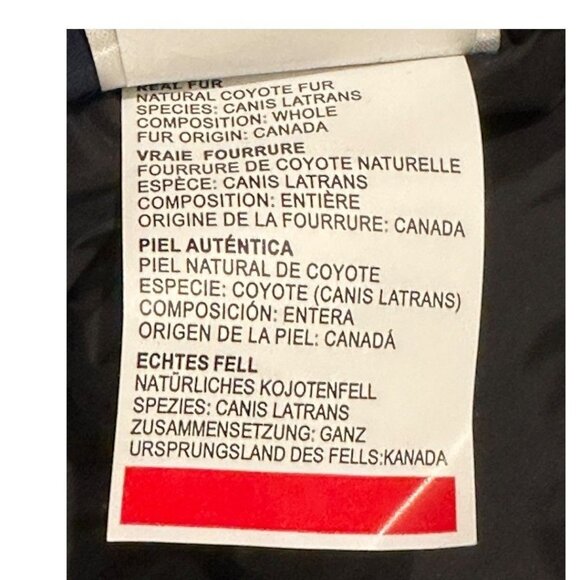 REAL FUR
NATURAL COYOTE FUR
SPECIES: CANIS LATRANS
COMPOSITION: WHOLE
FUR ORIGIN: CANADA
VRAIE FOURRURE
FOURRURE DE COYOTE NATURELLE
ESPÈCE: CANIS LATRANS
COMPOSITION: ENTIÈRE
ORIGINE DE LA FOURRURE: CANADA
PIEL AUTÉNTICA
PIEL NATURAL DE COYOTE
ESPECIE: COYOTE (CANIS LATRANS)
COMPOSICIÓN: ENTERA
ORIGEN DE LA PIEL: CANADÁ
ECHTES FELL
NATÜRLICHES KOJOTENFELL
SPEZIES: CANIS LATRANS
ZUSAMMENSETZUNG: GANZ
URSPRUNGSLAND DES FELLS:KANADA